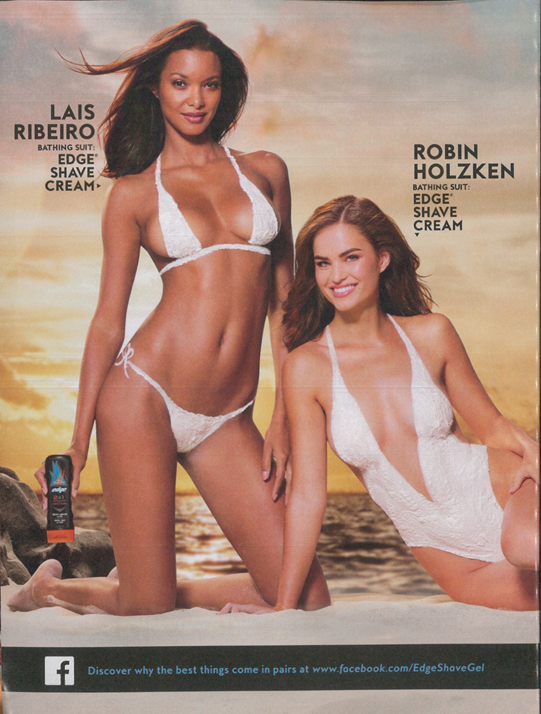 LAIS
RIBEIRO
BATHING SUIT:
EDGE®
SHAVE
CREAM
ROBIN
HOLZKEN
BATHING SUIT:
EDGE®
SHAVE
CREAM
edge
Discover why the best things come in pairs at www.facebook.com/EdgeShaveGel